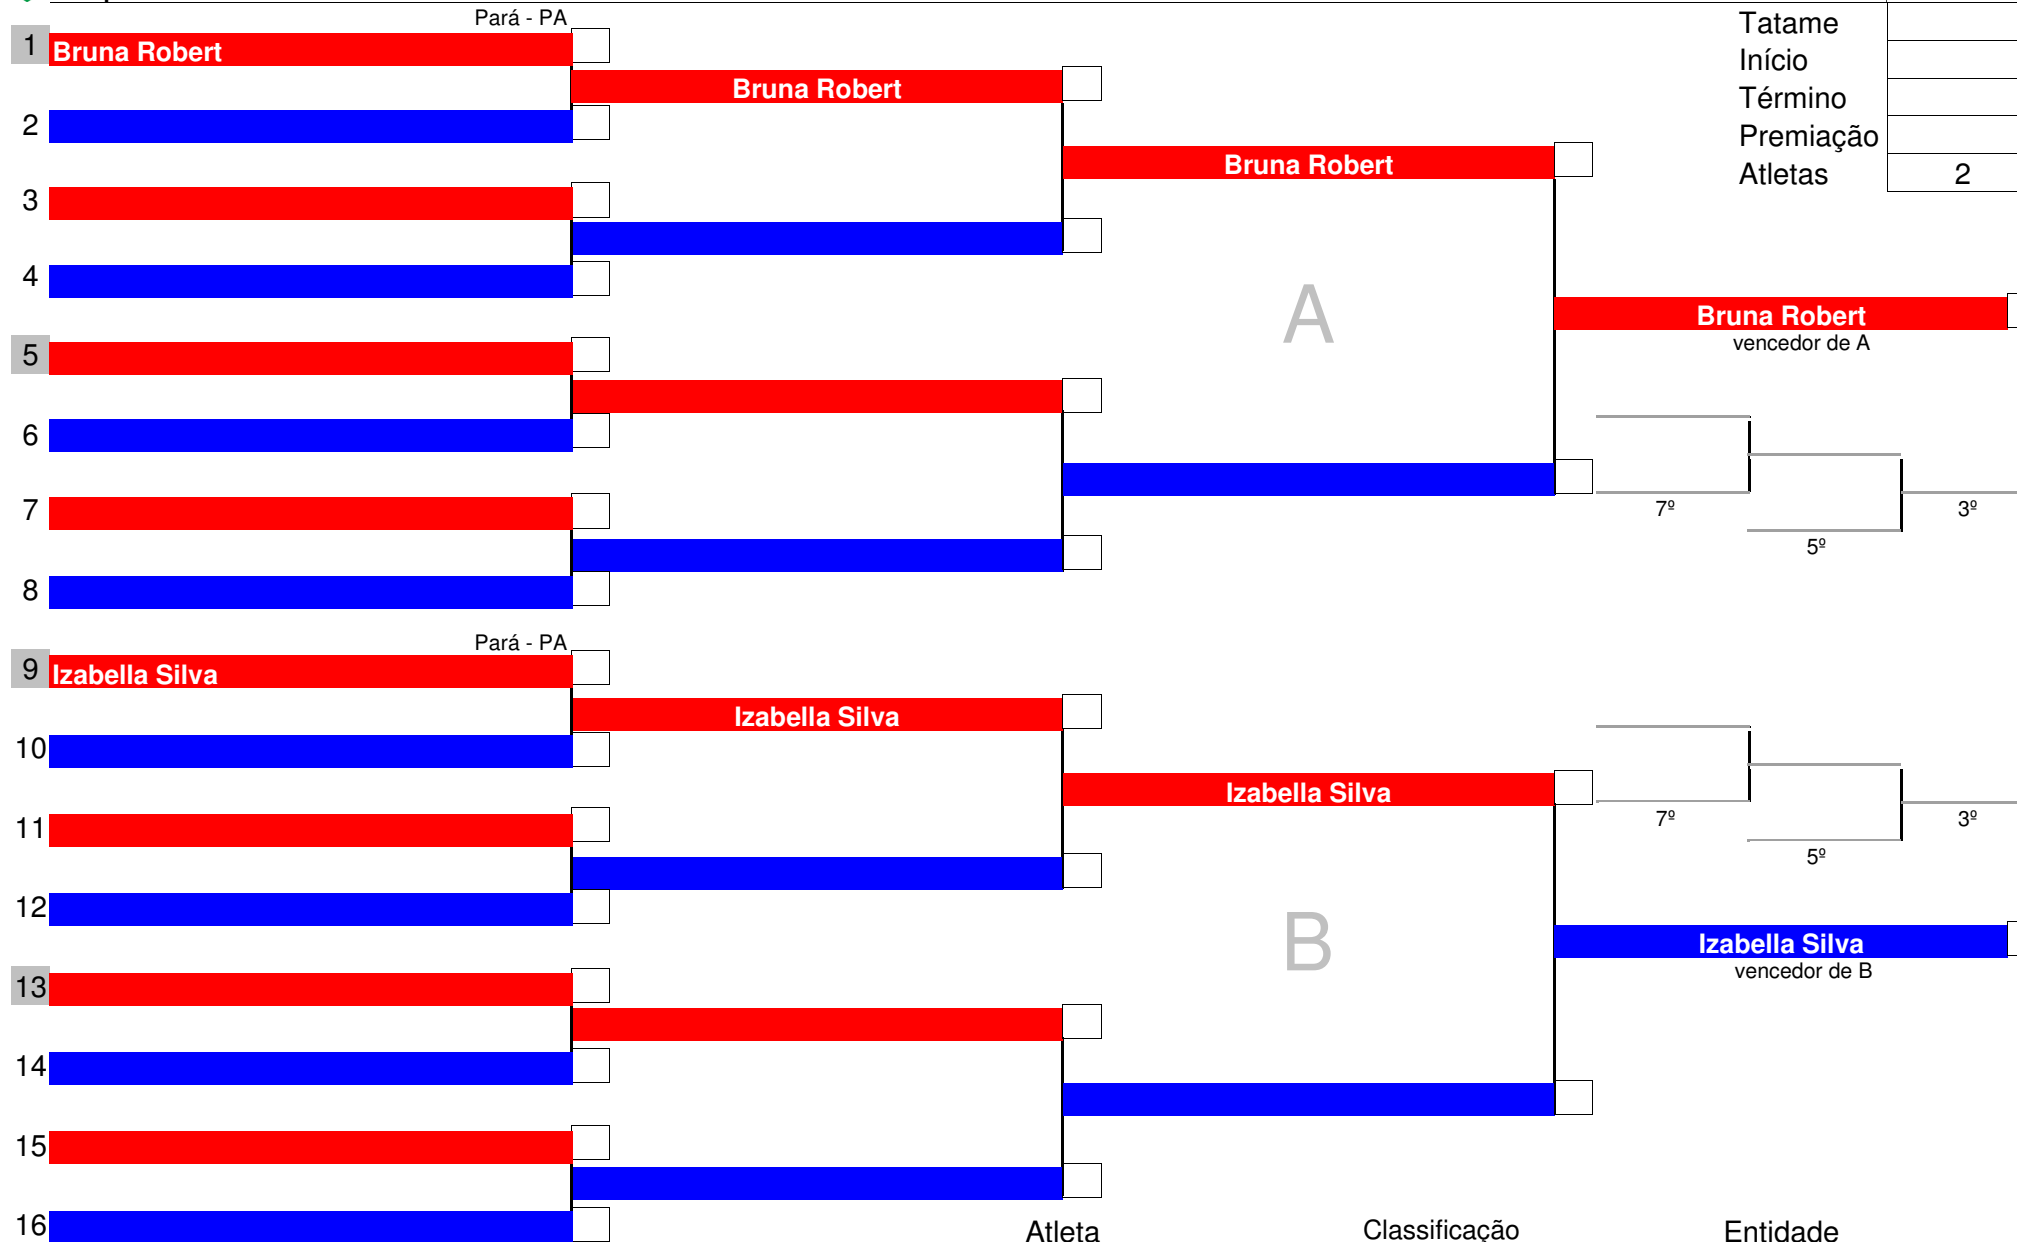 Pará - PA
1 Bruna Robert
Bruna Robert
2
Bruna Robert
3
4
A
Bruna Robert
vencedor de A
5
6
7
7º
3º
5º
8
Tatame
Início
Término
Premiação
Atletas 2
Pará - PA
9 Izabella Silva
Izabella Silva
10
Izabella Silva
11
7º
3º
5º
12
B
Izabella Silva
vencedor de B
13
14
15
16
Atleta Classificação Entidade